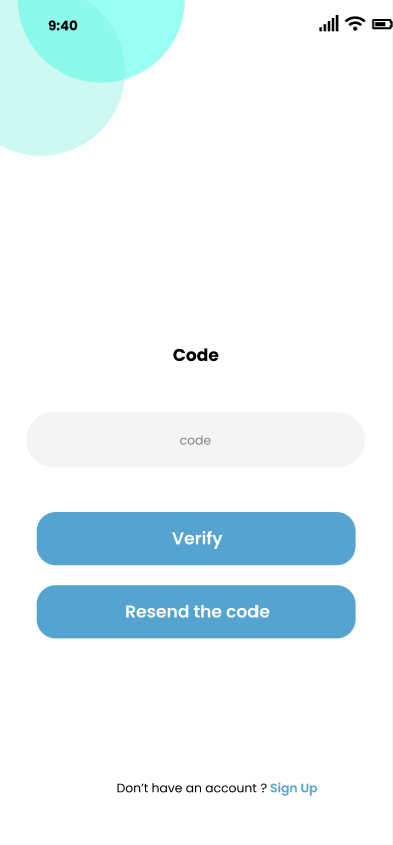 9:40
Code
code
Verify
Resend the code
Don’t have an account ? Sign Up